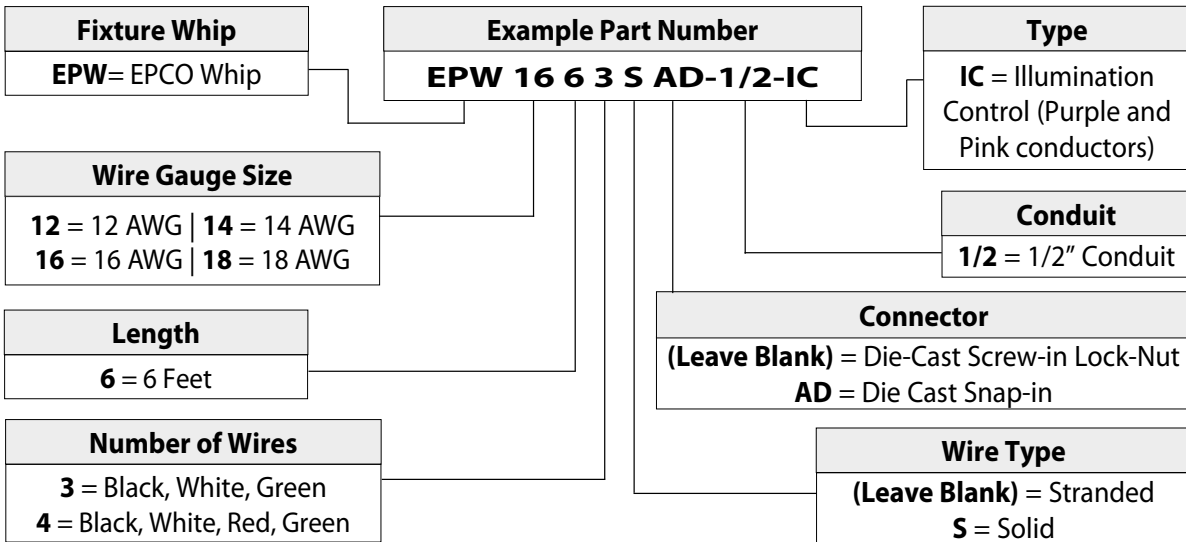 Fixture Whip
EPW= EPCO Whip
Example Part Number
EPW 16 6 3 S AD-1/2-IC
Type
IC = Illumination
Control (Purple and
Pink conductors)
Wire Gauge Size
12 = 12 AWG | 14 = 14 AWG
16 = 16 AWG | 18 = 18 AWG
Conduit
1/2 = 1/2” Conduit
Length
6 = 6 Feet
Connector
(Leave Blank) = Die-Cast Screw-in Lock-Nut
AD = Die Cast Snap-in
Number of Wires
3 = Black, White, Green
4 = Black, White, Red, Green
Wire Type
(Leave Blank) = Stranded
S = Solid